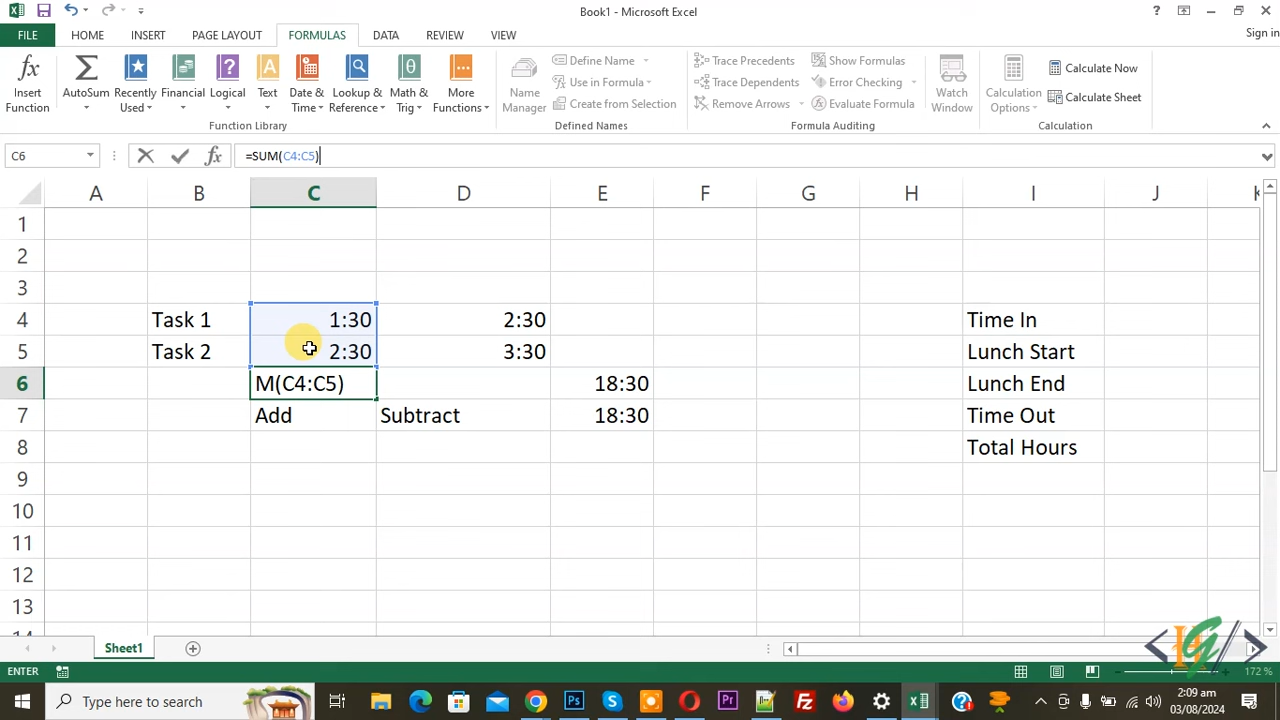 Book1 - Microsoft Excel
Sign in
FILE HOME INSERT PAGE LAYOUT FORMULAS DATA REVIEW VIEW
Insert Function
AutoSum
Recently Used
Financial
Logical
Text
Date & Time
Lookup & Reference
Math & Trig
More Functions
Function Library
Name Manager
Define Name
Use in Formula
Create from Selection
Defined Names
Trace Precedents
Trace Dependents
Remove Arrows
Show Formulas
Error Checking
Evaluate Formula
Formula Auditing
Watch Window
Calculation Options
Calculate Now
Calculate Sheet
Calculation
C6 fx =SUM(C4:C5)
A B C D E F G H I J K
1
2
3
4 Task 1 1:30 2:30 Time In
5 Task 2 2:30 3:30 Lunch Start
6 M(C4:C5) 18:30 Lunch End
7 Add Subtract 18:30 Time Out
8 Total Hours
9
10
11
12
13
14
Sheet1
ENTER 172 %
Type here to search
2:09 am
03/08/2024